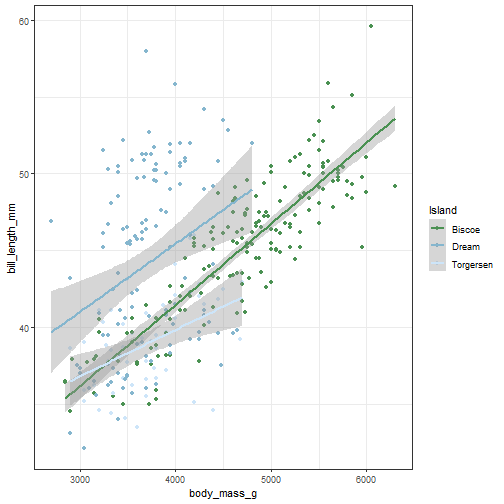 60
50
40
bill_length_mm
3000
4000
5000
6000
body_mass_g
Island
Biscoe
Dream
Torgersen